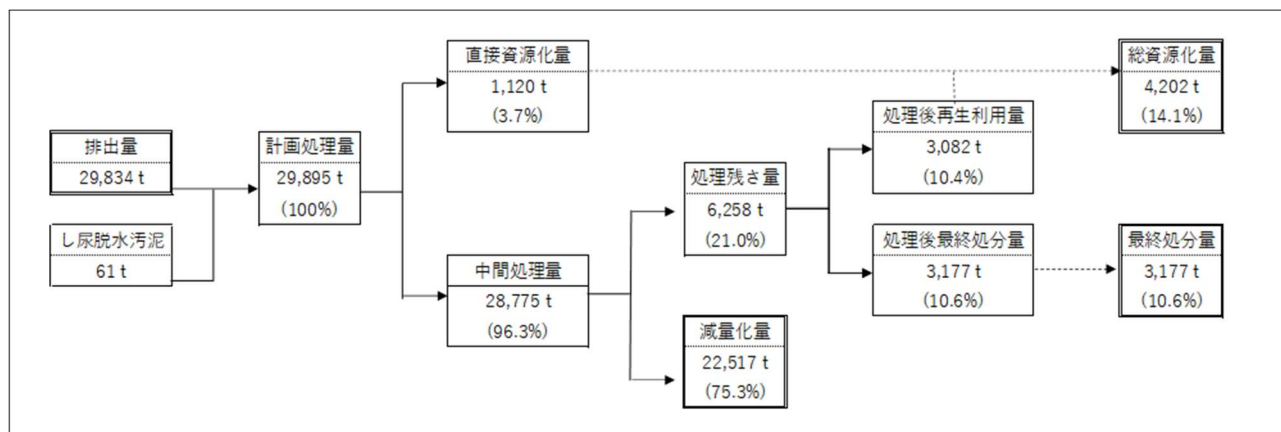 排出量
29,834 t
し尿脱水汚泥
61 t
計画処理量
29,895 t
(100%)
直接資源化量
1,120 t
(3.7%)
中間処理量
28,775 t
(96.3%)
処理残さ量
6,258 t
(21.0%)
減量化量
22,517 t
(75.3%)
処理後再生利用量
3,082 t
(10.4%)
処理後最終処分量
3,177 t
(10.6%)
総資源化量
4,202 t
(14.1%)
最終処分量
3,177 t
(10.6%)